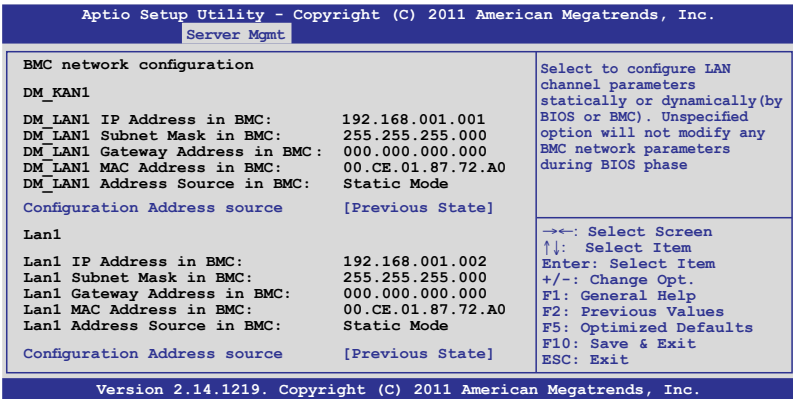 Aptio Setup Utility - Copyright (C) 2011 American Megatrends, Inc.
Server Mgmt
BMC network configuration
DM_KAN1
DM_LAN1 IP Address in BMC: 192.168.001.001
DM_LAN1 Subnet Mask in BMC: 255.255.255.000
DM_LAN1 Gateway Address in BMC: 000.000.000.000
DM_LAN1 MAC Address in BMC: 00.CE.01.87.72.A0
DM_LAN1 Address Source in BMC: Static Mode
Configuration Address source [Previous State]
Lan1
Lan1 IP Address in BMC: 192.168.001.002
Lan1 Subnet Mask in BMC: 255.255.255.000
Lan1 Gateway Address in BMC: 000.000.000.000
Lan1 MAC Address in BMC: 00.CE.01.87.72.A0
Lan1 Address Source in BMC: Static Mode
Configuration Address source [Previous State]
Select to configure LAN
channel parameters
statically or dynamically(by
BIOS or BMC). Unspecified
option will not modify any
BMC network parameters
during BIOS phase
→←: Select Screen
↑↓: Select Item
Enter: Select Item
+/-: Change Opt.
F1: General Help
F2: Previous Values
F5: Optimized Defaults
F10: Save & Exit
ESC: Exit
Version 2.14.1219. Copyright (C) 2011 American Megatrends, Inc.